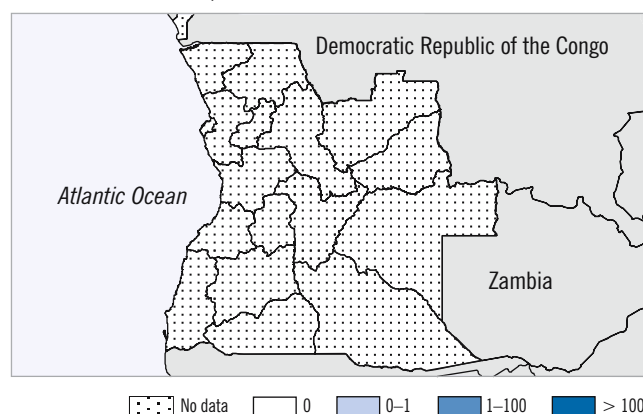 Democratic Republic of the Congo
Atlantic Ocean
Zambia
No data 0 0–1 1–100 > 100